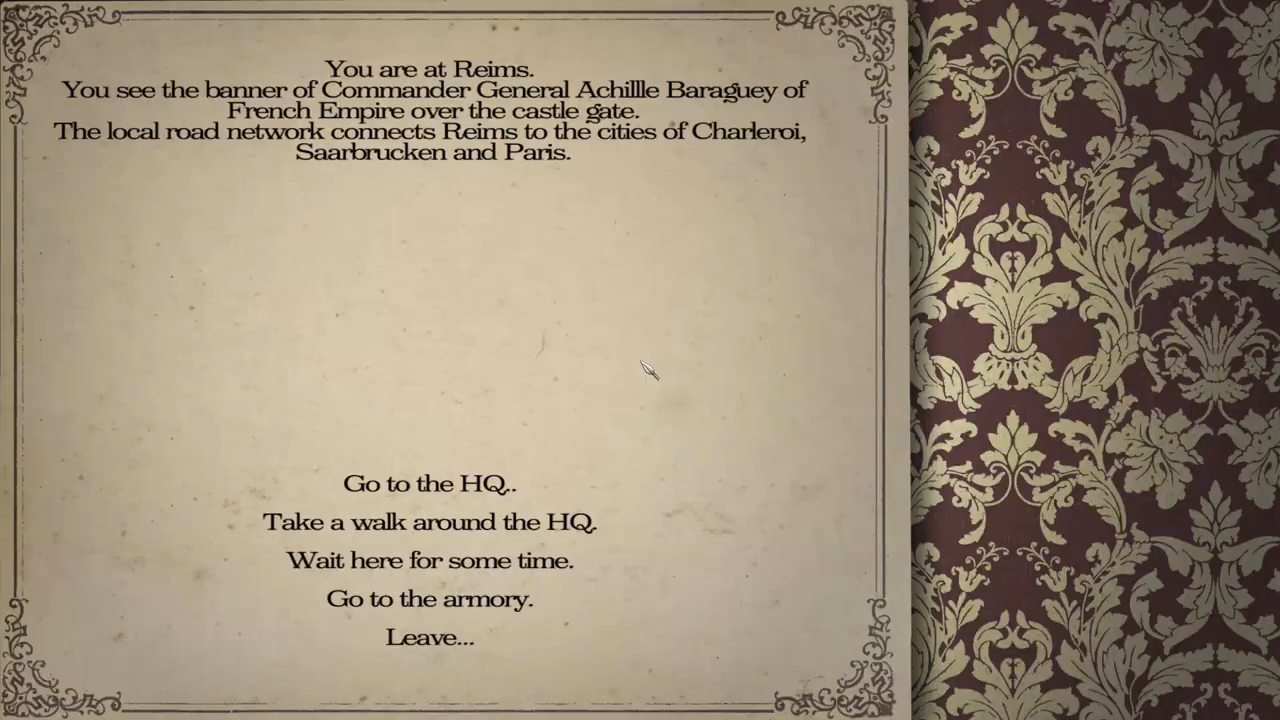 You are at Reims.
You see the banner of Commander General Achillle Baraguey of
French Empire over the castle gate.
The local road network connects Reims to the cities of Charleroi,
Saarbrucken and Paris.
Go to the HQ..
Take a walk around the HQ.
Wait here for some time.
Go to the armory.
Leave...